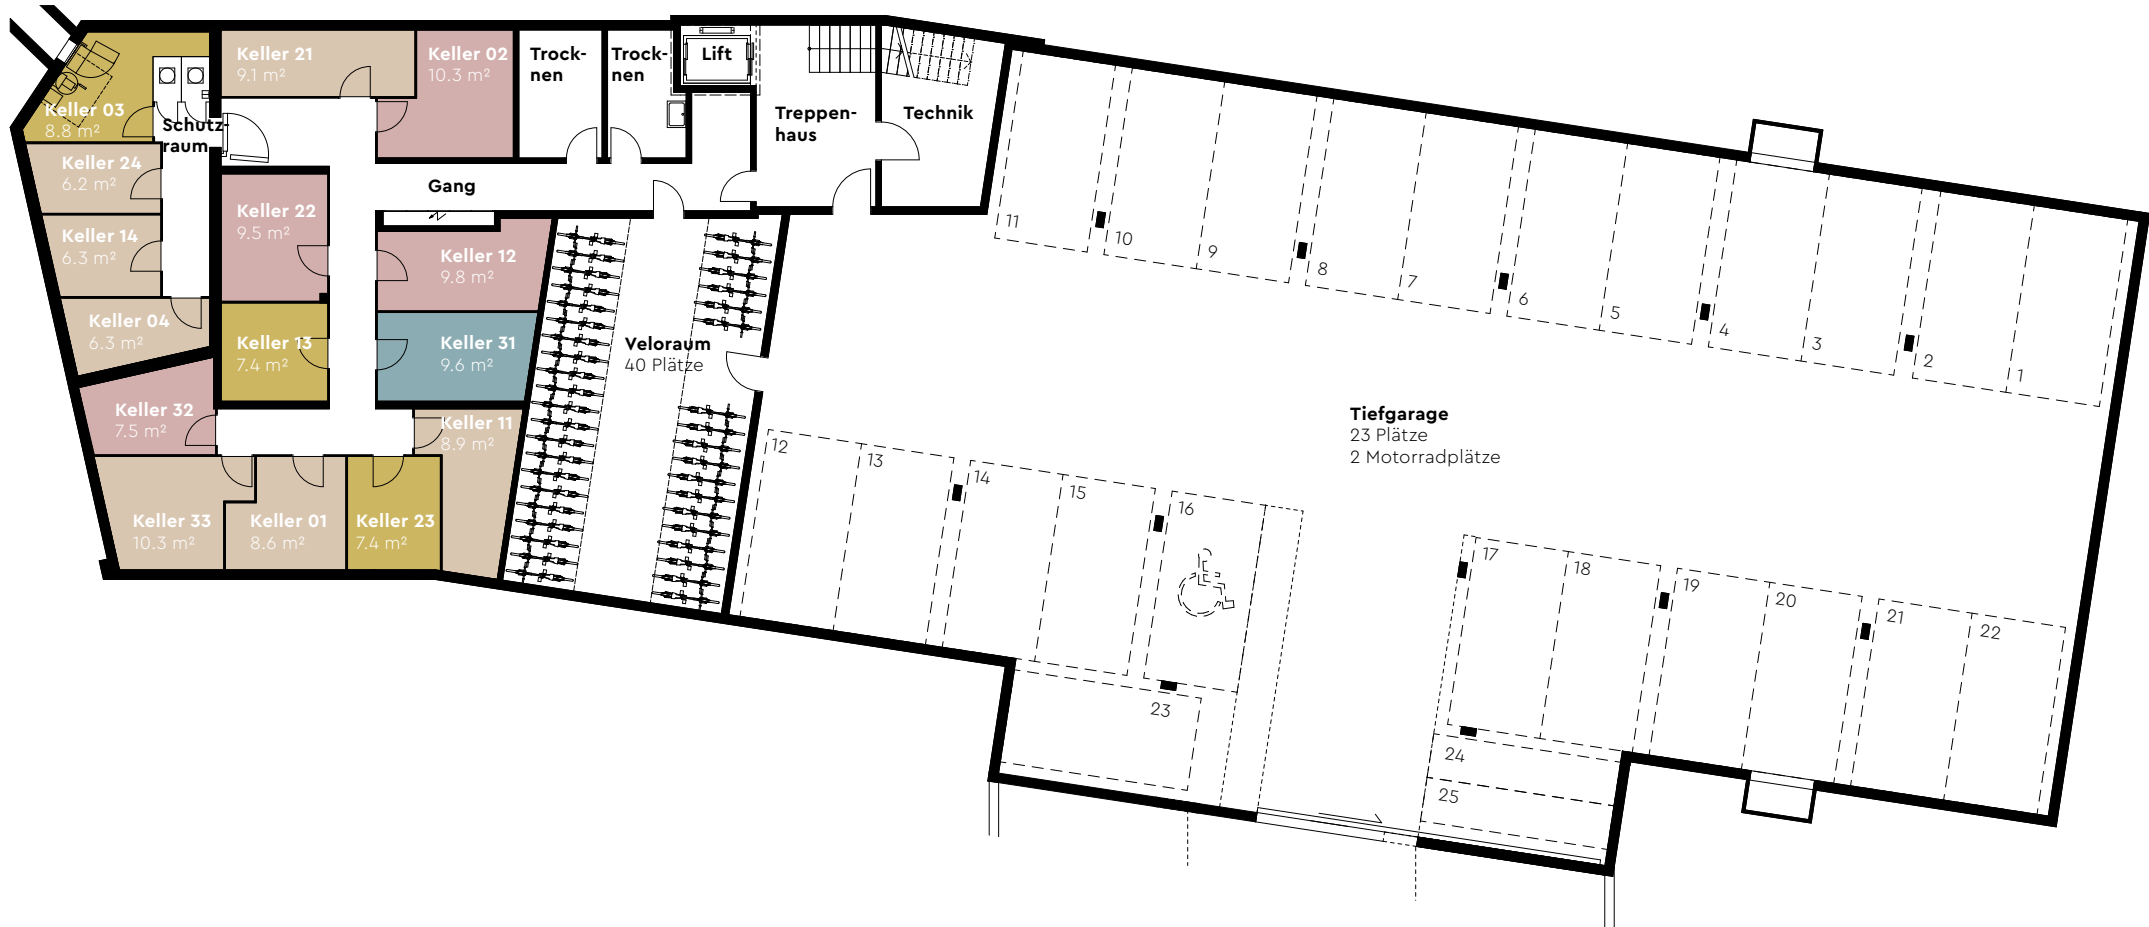 Keller 21
9.1 m²
Keller 02
10.3 m²
Trock-
nen
Trock-
nen
Lift
Keller 03
8.8 m²
Schutz-
raum
Treppen-
haus
Technik
Keller 24
6.2 m²
Gang
Keller 22
9.5 m²
Keller 14
6.3 m²
Keller 12
9.8 m²
Keller 04
6.3 m²
Keller 13
7.4 m²
Keller 31
9.6 m²
Veloraum
40 Plätze
Keller 32
7.5 m²
Keller 11
8.9 m²
Keller 33
10.3 m²
Keller 01
8.6 m²
Keller 23
7.4 m²
11
10
9
8
7
6
5
4
3
2
1
Tiefgarage
23 Plätze
2 Motorradplätze
12
13
14
15
16
17
18
19
20
21
22
23
24
25